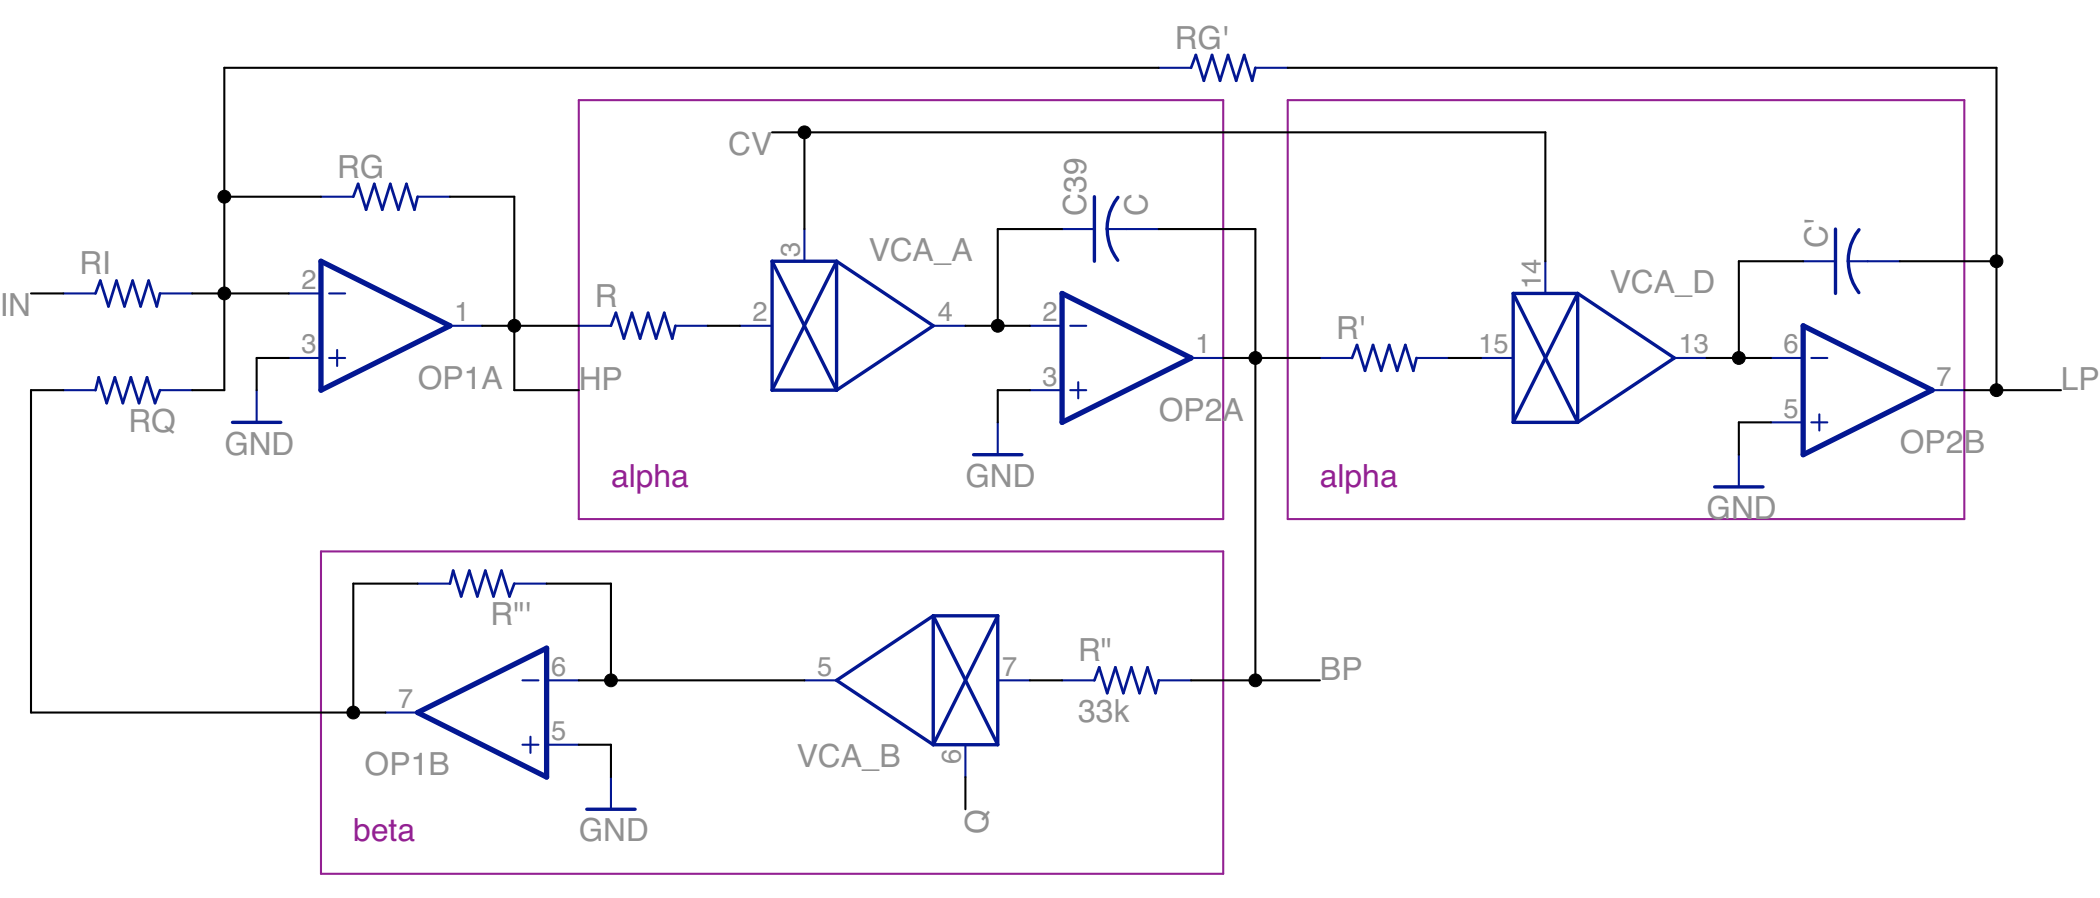 RG'
CV
C39
C
RG
VCA_A
3
C'
RI
2
1
R
2
4
2
14
VCA_D
IN
3
OP1A
HP
1
3
OP2A
R'
15
13
6
7
LP
5
OP2B
RQ
GND
GND
GND
alpha
alpha
R'''
6
5
7
R''
33k
BP
7
5
OP1B
VCA_B
6
Q
GND
beta